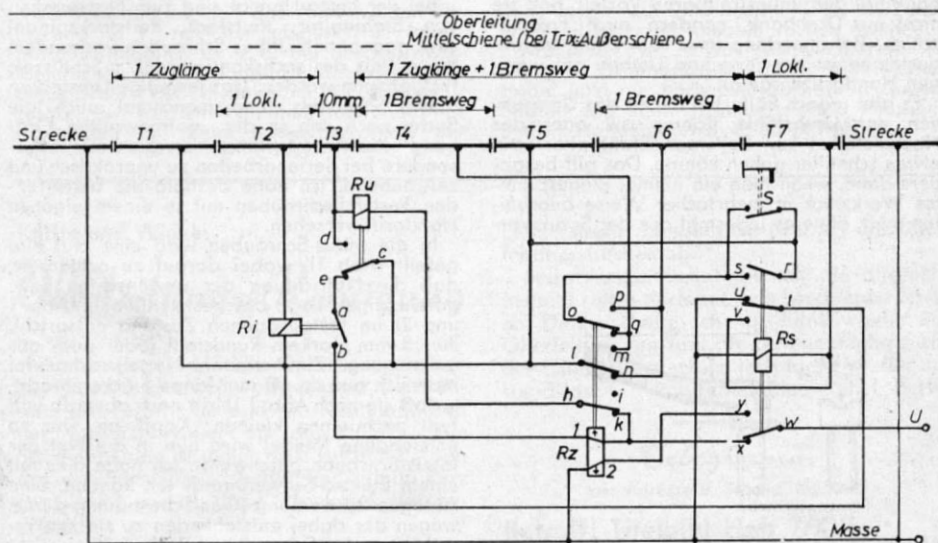 Überleitung
Mittelschiene (bei Trix-Außenschiene)
1 Zuglänge
1 Zuglänge + 1 Bremsweg
1 Lokl.
1 Lokl.
10mm
1 Bremsweg
1 Bremsweg
Strecke T1 T2 T3 T4 T5 T6 T7 Strecke
Ru
S
d
c
e
s r
p
u t
a
o q
v
Ri
Rs
l m
b
n
h i
k
y
w
U
1
x
Rz
2
Masse